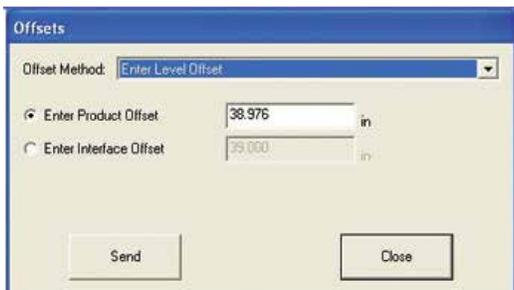 Offsets
Offset Method: Enter Level Offset
Enter Product Offset 38.976 in
Enter Interface Offset 39.000 in
Send Close